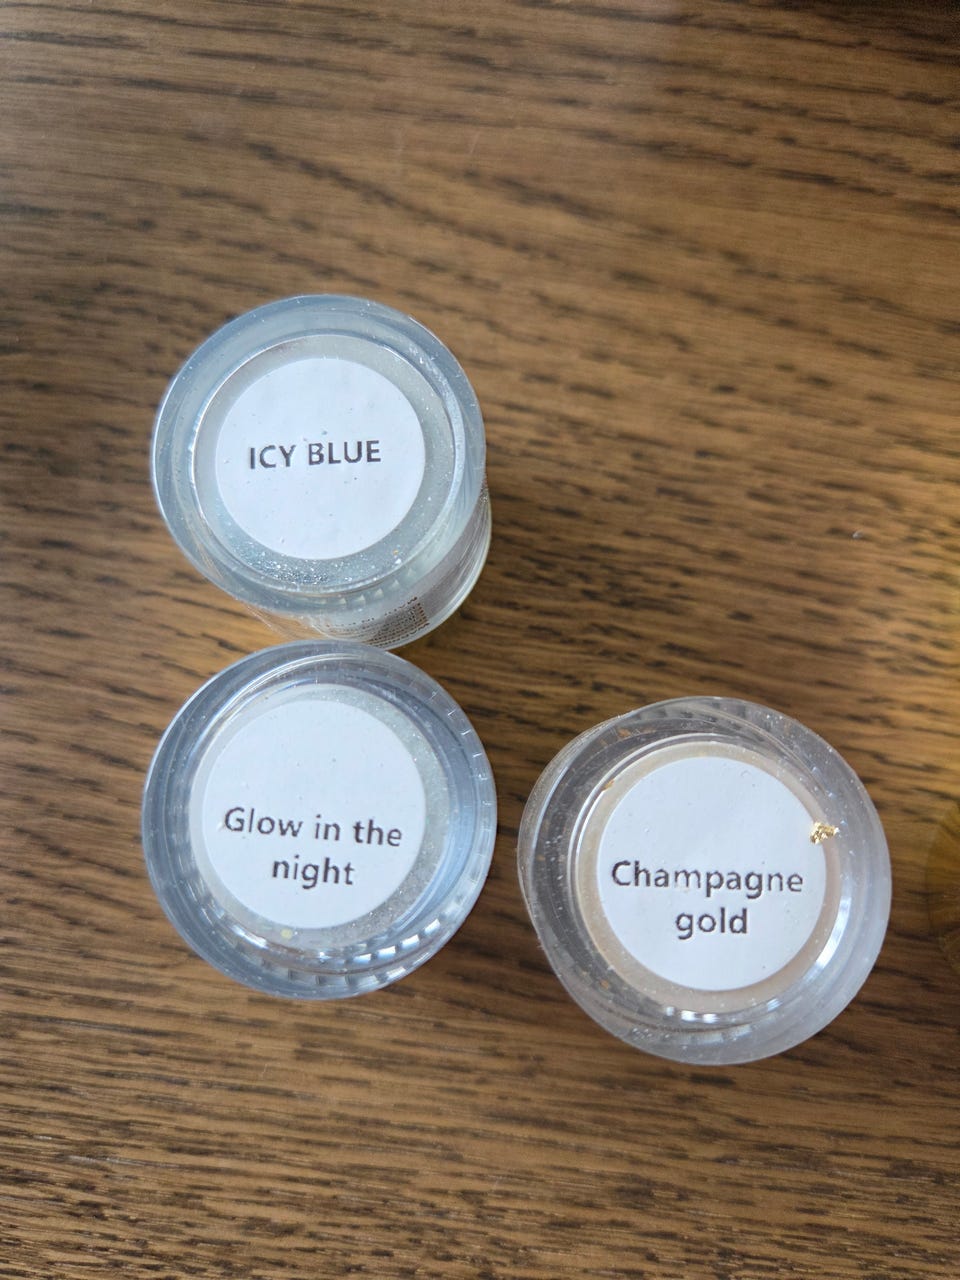 ICY BLUE
Glow in the
night
Champagne
gold